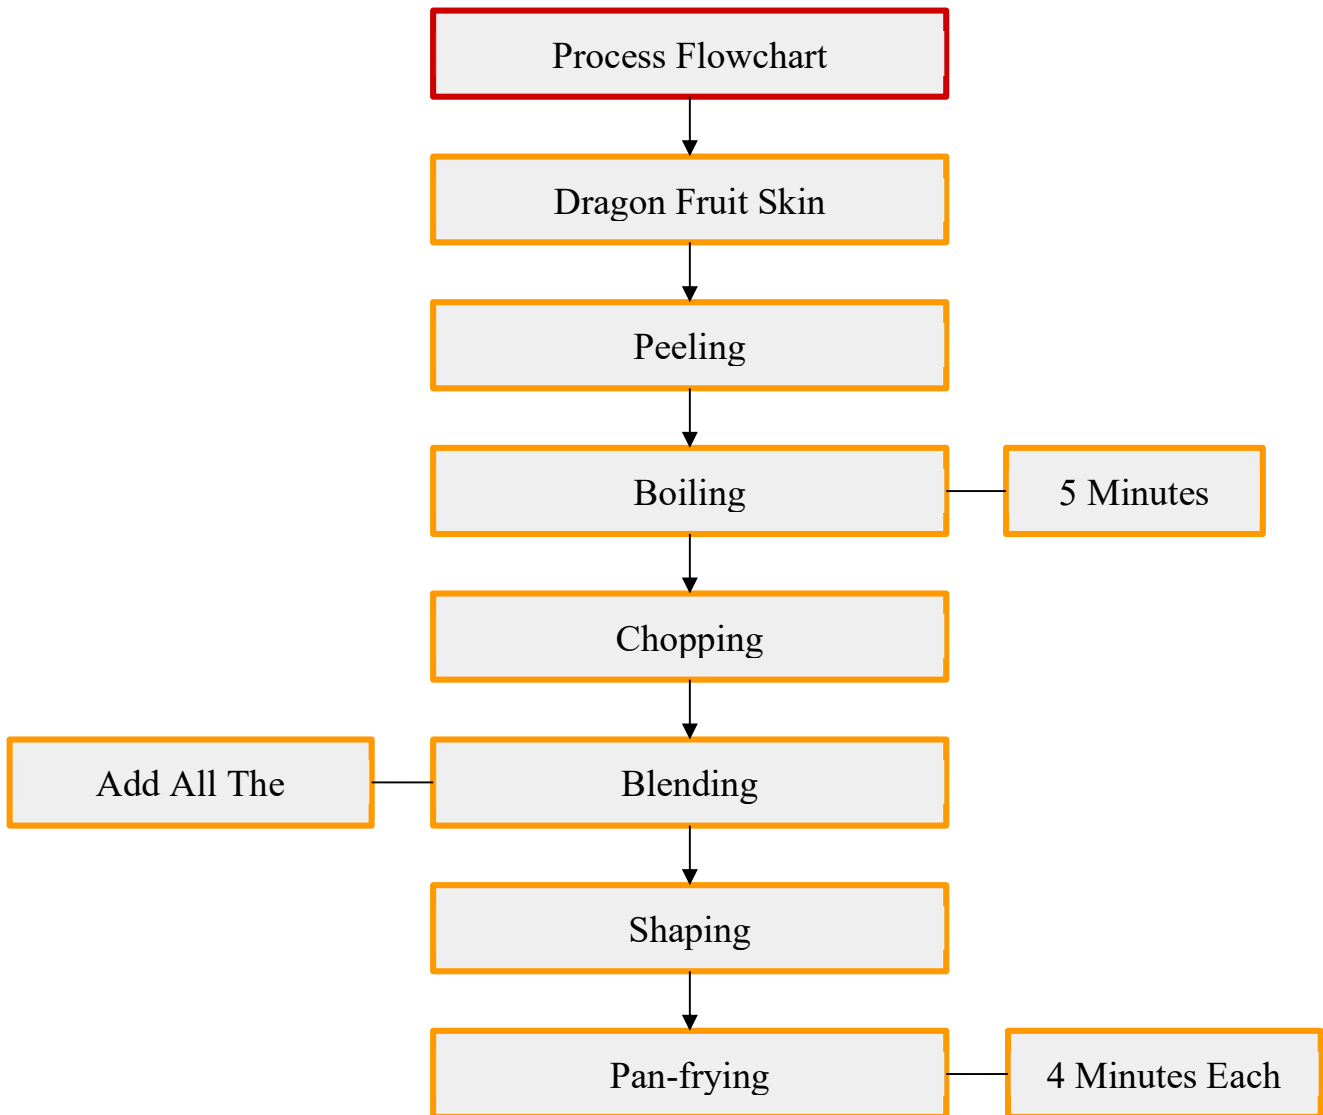 Process Flowchart
Dragon Fruit Skin
Peeling
Boiling
5 Minutes
Chopping
Add All The
Blending
Shaping
Pan-frying
4 Minutes Each